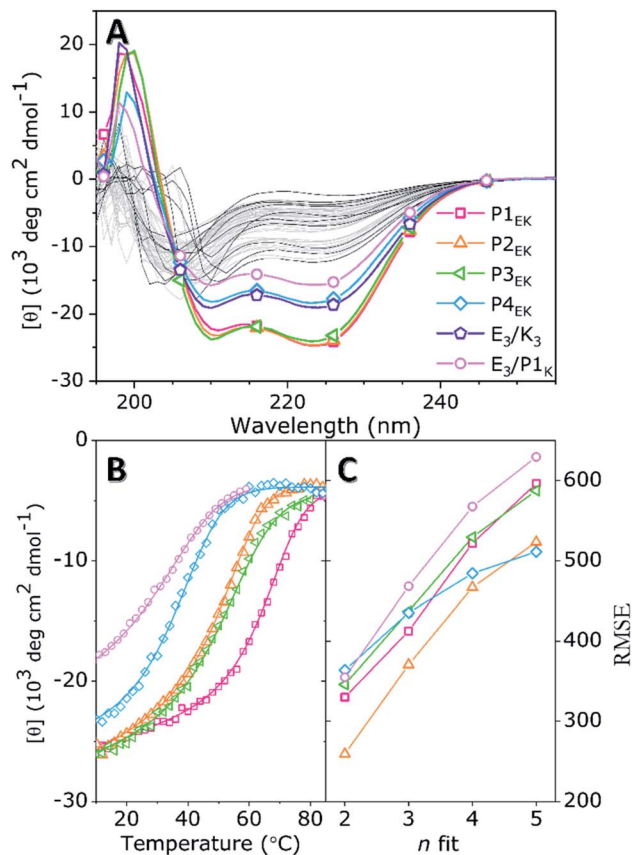 A
[θ] (10³ deg cm² dmol⁻¹)
20
10
0
-10
-20
-30
P1EK
P2EK
P3EK
P4EK
E₃/K₃
E₃/P1K
200
220
240
Wavelength (nm)
B
[θ] (10³ deg cm² dmol⁻¹)
0
-10
-20
-30
20
40
60
80
Temperature (°C)
C
600
500
400
300
200
RMSE
2
3
4
5
n fit